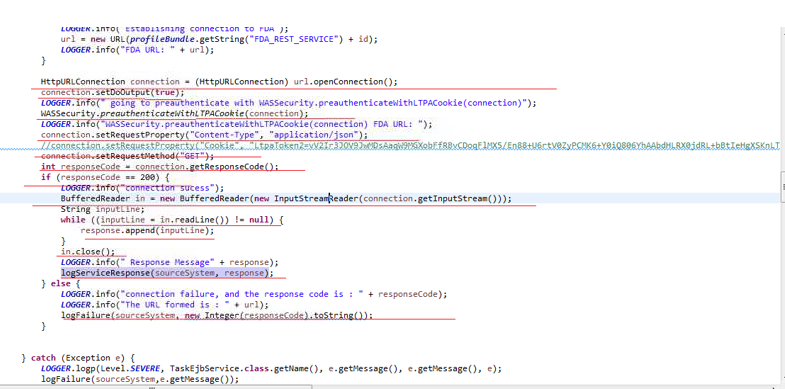 LOGGER.info("Establishing connection to FDA");
url = new URL(profileBundle.getString("FDA_REST_SERVICE") + id);
LOGGER.info("FDA URL: " + url);
}
HttpURLConnection connection = (HttpURLConnection) url.openConnection();
connection.setDoOutput(true);
LOGGER.info(" going to preauthenticate with WASSecurity.preauthenticateWithLTPACookie(connection)");
WASSecurity.preauthenticateWithLTPACookie(connection);
LOGGER.info("WASSecurity.preauthenticateWithLTPACookie(connection) FDA URL: ");
connection.setRequestProperty("Content-Type", "application/json");
//connection.setRequestProperty("Cookie",
connection.setRequestMethod("GET");
int responseCode = connection.getResponseCode();
if (responseCode == 200) {
LOGGER.info("connection sucess");
BufferedReader in = new BufferedReader(new InputStreamReader(connection.getInputStream()));
String inputLine;
while ((inputLine = in.readLine()) != null) {
response.append(inputLine);
}
in.close();
LOGGER.info(" Response Message" + response);
logServiceResponse(sourceSystem, response);
} else {
LOGGER.info("connection failure, and the response code is : " + responseCode);
LOGGER.info("The URL formed is : " + url);
logFailure(sourceSystem, new Integer(responseCode).toString());
}
} catch (Exception e) {
LOGGER.logp(Level.SEVERE, TaskEjbService.class.getName(), e.getMessage(), e.getMessage(), e);
logFailure(sourceSystem,e.getMessage());